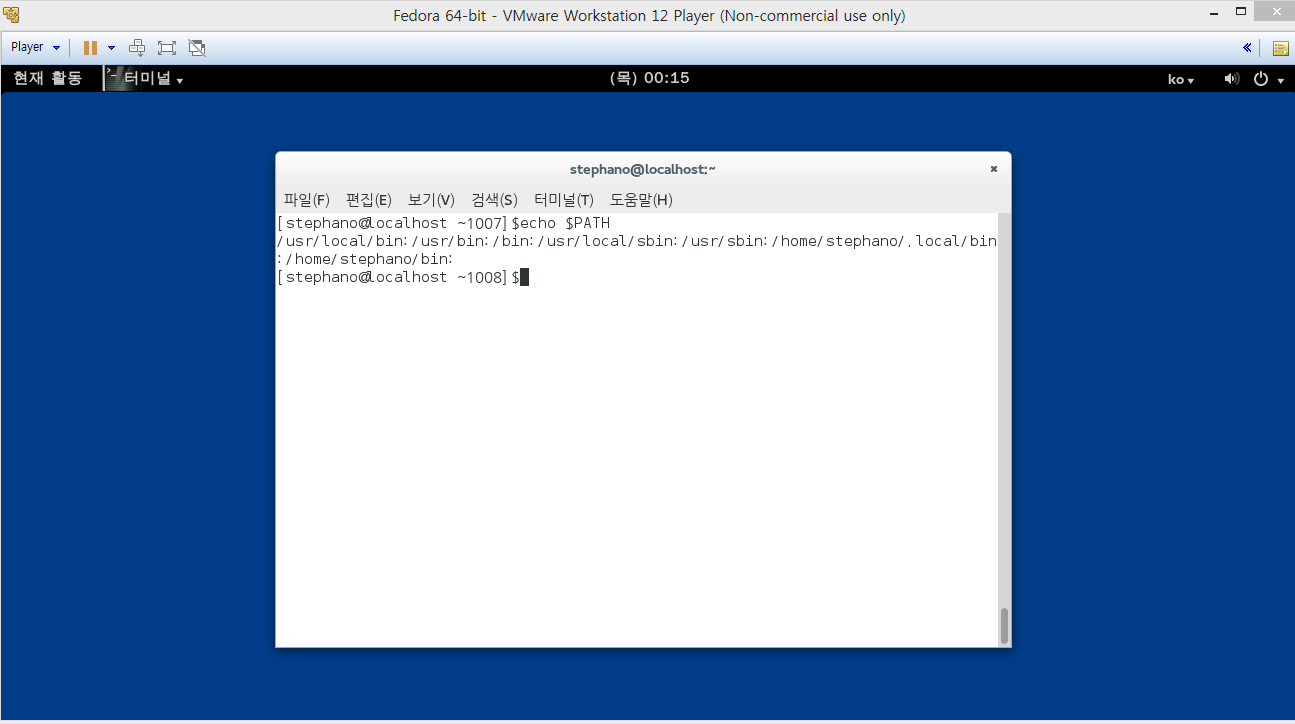 Fedora 64-bit - VMware Workstation 12 Player (Non-commercial use only)
Player
현재 활동 터미널 (목) 00:15 ko
stephano@localhost:~
파일(F) 편집(E) 보기(V) 검색(S) 터미널(T) 도움말(H)
[stephano@localhost ~1007]$echo $PATH
/usr/local/bin:/usr/bin:/bin:/usr/local/sbin:/usr/sbin:/home/stephano/.local/bin
:/home/stephano/bin:
[stephano@localhost ~1008]$